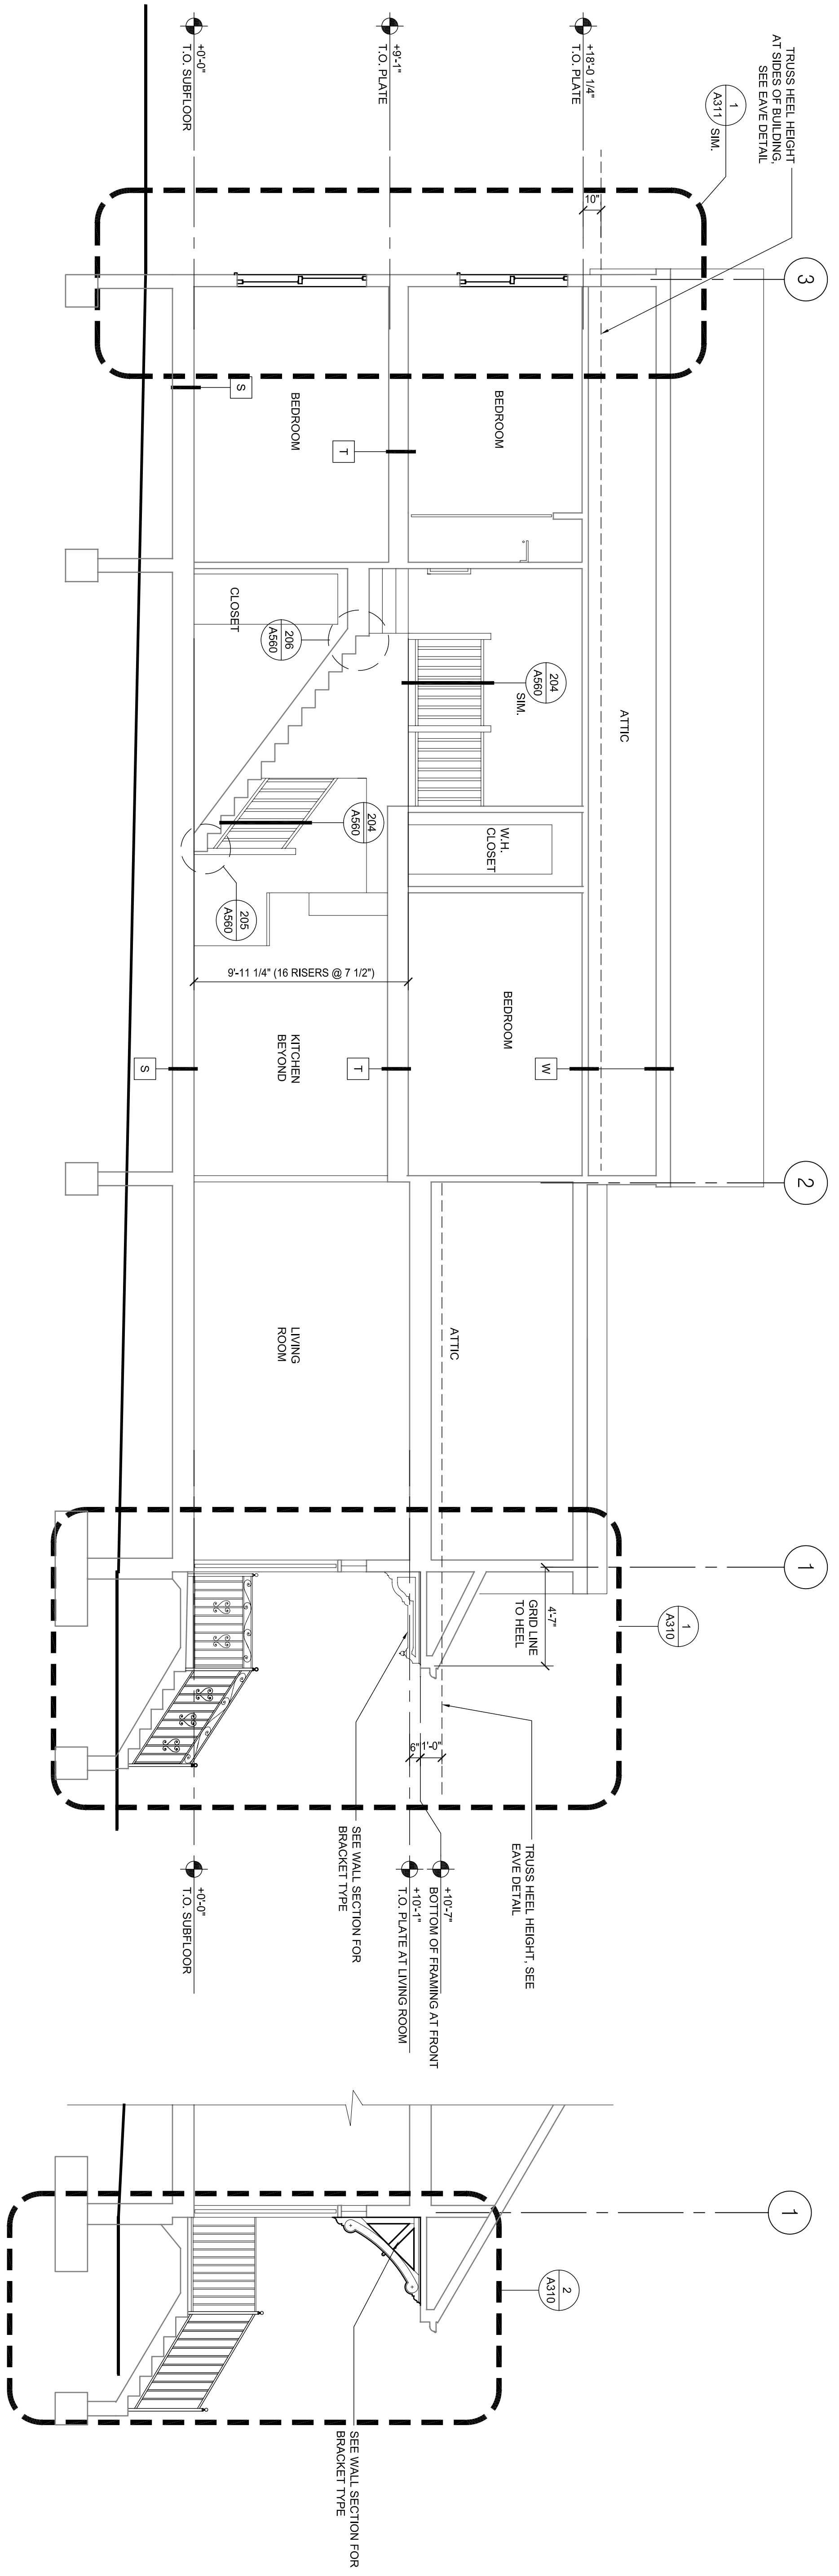 TRUSS HEEL HEIGHT
AT SIDES OF BUILDING,
SEE EAVE DETAIL
1
A311
SIM.
+18'-0 1/4"
T.O. PLATE
+9'-1"
T.O. PLATE
+0'-0"
T.O. SUBFLOOR
10"
3
BEDROOM
BEDROOM
S
T
ATTIC
204
A560
SIM.
CLOSET
206
A560
204
A560
W.H.
CLOSET
205
A560
9'-11 1/4" (16 RISERS @ 7 1/2")
BEDROOM
KITCHEN
BEYOND
W
T
S
2
ATTIC
LIVING
ROOM
1
4'-7"
GRID LINE
TO HEEL
1
A310
6"
1'-0"
TRUSS HEEL HEIGHT, SEE
EAVE DETAIL
+10'-7"
BOTTOM OF FRAMING AT FRONT
+10'-1"
T.O. PLATE AT LIVING ROOM
SEE WALL SECTION FOR
BRACKET TYPE
+0'-0"
T.O. SUBFLOOR
1
2
A310
SEE WALL SECTION FOR
BRACKET TYPE